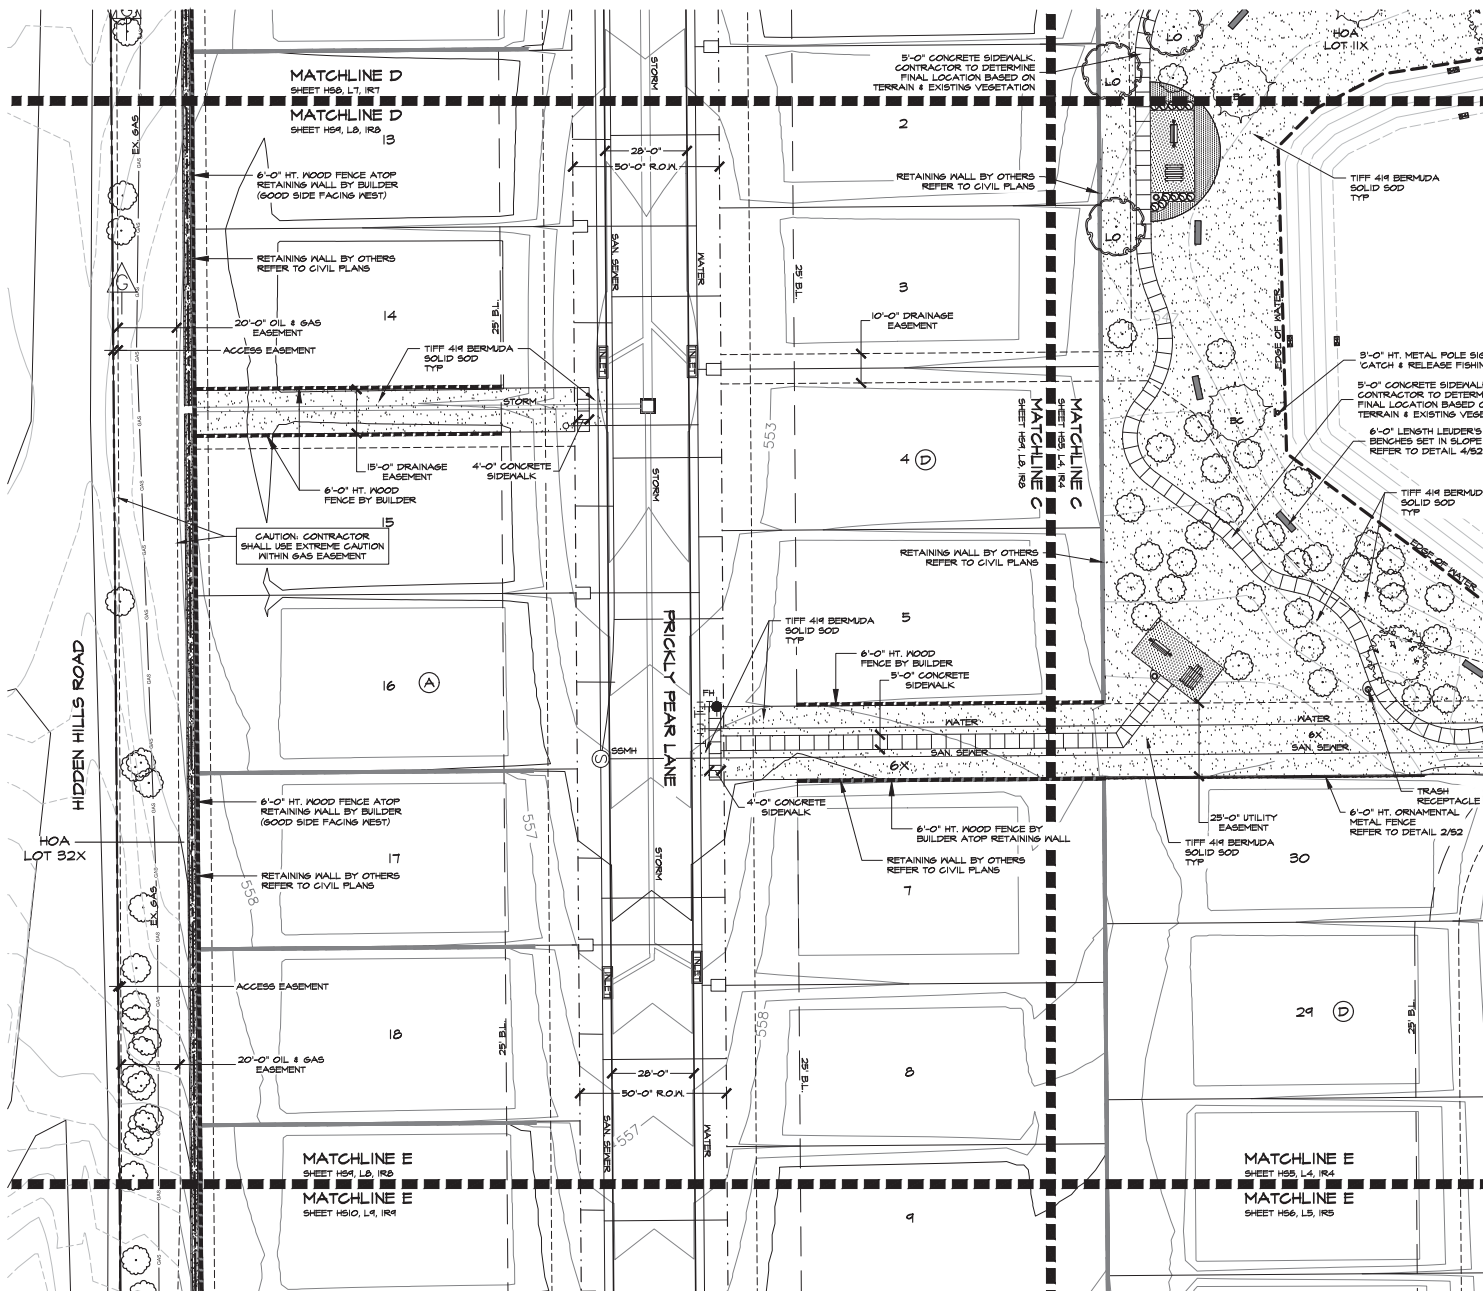 MATCHLINE D
SHEET HS8, L7, IR7
MATCHLINE D
SHEET HS9, L8, IR8
13
EX. GAS
6'-0" HT. WOOD FENCE ATOP
RETAINING WALL BY BUILDER
(GOOD SIDE FACING WEST)
RETAINING WALL BY OTHERS
REFER TO CIVIL PLANS
14
25' B.L.
20'-0" OIL & GAS
EASEMENT
ACCESS EASEMENT
TIFF 419 BERMUDA
SOLID SOD
TYP
STORM
15'-0" DRAINAGE
EASEMENT
4'-0" CONCRETE
SIDEWALK
6'-0" HT. WOOD
FENCE BY BUILDER
15
CAUTION: CONTRACTOR
SHALL USE EXTREME CAUTION
WITHIN GAS EASEMENT
G
GAS
HIDDEN HILLS ROAD
HOA
LOT 32X
16
A
6'-0" HT. WOOD FENCE ATOP
RETAINING WALL BY BUILDER
(GOOD SIDE FACING WEST)
17
557
558
RETAINING WALL BY OTHERS
REFER TO CIVIL PLANS
EX. GAS
ACCESS EASEMENT
18
25' B.L.
20'-0" OIL & GAS
EASEMENT
MATCHLINE E
SHEET HS9, L8, IR8
MATCHLINE E
SHEET HS10, L9, IR9
STORM
28'-0"
50'-0" R.O.W.
SAN. SEWER
WATER
INLET
INLET
STORM
PRICKLY PEAR LANE
FH
SSMH
S
STORM
INLET
INLET
28'-0"
50'-0" R.O.W.
SAN. SEWER
557
WATER
5'-0" CONCRETE SIDEWALK.
CONTRACTOR TO DETERMINE
FINAL LOCATION BASED ON
TERRAIN & EXISTING VEGETATION
2
RETAINING WALL BY OTHERS
REFER TO CIVIL PLANS
25' B.L.
3
10'-0" DRAINAGE
EASEMENT
553
4
D
MATCHLINE C
SHEET HS9, L8, IR8
MATCHLINE C
SHEET HS5, L4, IR4
RETAINING WALL BY OTHERS
REFER TO CIVIL PLANS
5
TIFF 419 BERMUDA
SOLID SOD
TYP
6'-0" HT. WOOD
FENCE BY BUILDER
5'-0" CONCRETE
SIDEWALK
WATER
SAN. SEWER
6X
4'-0" CONCRETE
SIDEWALK
6'-0" HT. WOOD FENCE BY
BUILDER ATOP RETAINING WALL
RETAINING WALL BY OTHERS
REFER TO CIVIL PLANS
7
558
8
25' B.L.
9
LO
LO
LO
HOA
LOT 11X
TIFF 419 BERMUDA
SOLID SOD
TYP
EDGE OF WATER
3'-0" HT. METAL POLE SIG
'CATCH & RELEASE FISHIN
5'-0" CONCRETE SIDEWAL
CONTRACTOR TO DETERM
FINAL LOCATION BASED O
TERRAIN & EXISTING VEGE
6'-0" LENGTH LEUDER'S
BENCHES SET IN SLOPE
REFER TO DETAIL 4/S2
BC
TIFF 419 BERMUD
SOLID SOD
TYP
EDGE OF WATER
WATER
6X
SAN. SEWER
TRASH
RECEPTACLE
6'-0" HT. ORNAMENTAL
METAL FENCE
REFER TO DETAIL 2/S2
25'-0" UTILITY
EASEMENT
TIFF 419 BERMUDA
SOLID SOD
TYP
30
29
D
25' B.L.
MATCHLINE E
SHEET HS5, L4, IR4
MATCHLINE E
SHEET HS6, L5, IR5